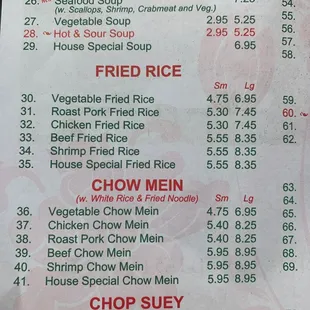 26. Seafood Soup 7.25
(w. Scallops, Shrimp, Crabmeat and Veg.)
27. Vegetable Soup 2.95 5.25
28. Hot & Sour Soup 2.95 5.25
29. House Special Soup 6.95
FRIED RICE
Sm Lg
30. Vegetable Fried Rice 4.75 6.95
31. Roast Pork Fried Rice 5.30 7.45
32. Chicken Fried Rice 5.30 7.45
33. Beef Fried Rice 5.55 8.35
34. Shrimp Fried Rice 5.55 8.35
35. House Special Fried Rice 5.55 8.35
CHOW MEIN
(w. White Rice & Fried Noodle) Sm Lg
36. Vegetable Chow Mein 4.75 6.95
37. Chicken Chow Mein 5.40 8.25
38. Roast Pork Chow Mein 5.40 8.25
39. Beef Chow Mein 5.95 8.95
40. Shrimp Chow Mein 5.95 8.95
41. House Special Chow Mein 5.95 8.95
CHOP SUEY
54.
55.
56.
57.
58.
59.
60.
61.
62.
63.
64.
65.
66.
67.
68.
69.